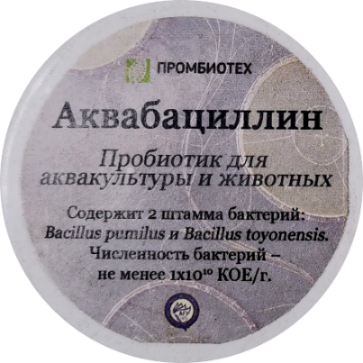 ПРОМБИОТЕХ
Аквабациллин
Пробиотик для
аквакультуры и животных
Содержит 2 штамма бактерий:
Bacillus pumilus и Bacillus toyonensis.
Численность бактерий –
не менее 1х10¹⁰ КОЕ/г.